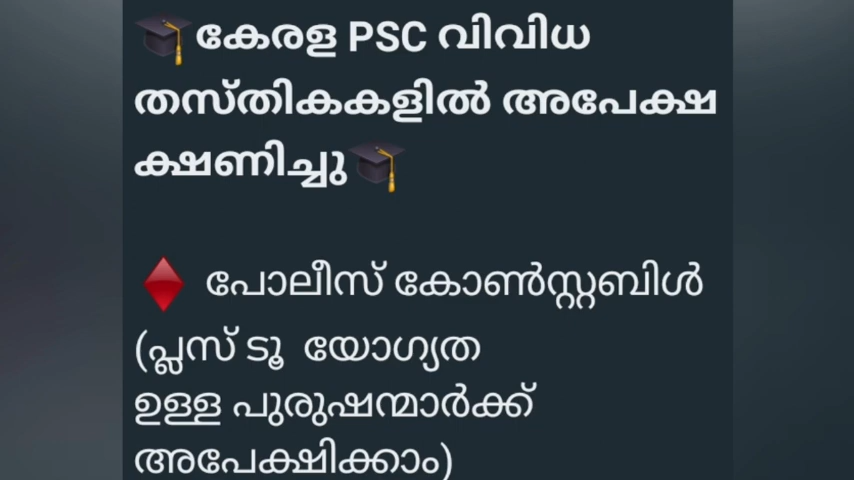 🎓കേരള PSC വിവിധ
തസ്തികകളിൽ അപേക്ഷ
ക്ഷണിച്ചു🎓
♦️ പോലീസ് കോൺസ്റ്റബിൾ
(പ്ലസ് ടൂ യോഗ്യത
ഉള്ള പുരുഷന്മാർക്ക്
അപേക്ഷിക്കാം)